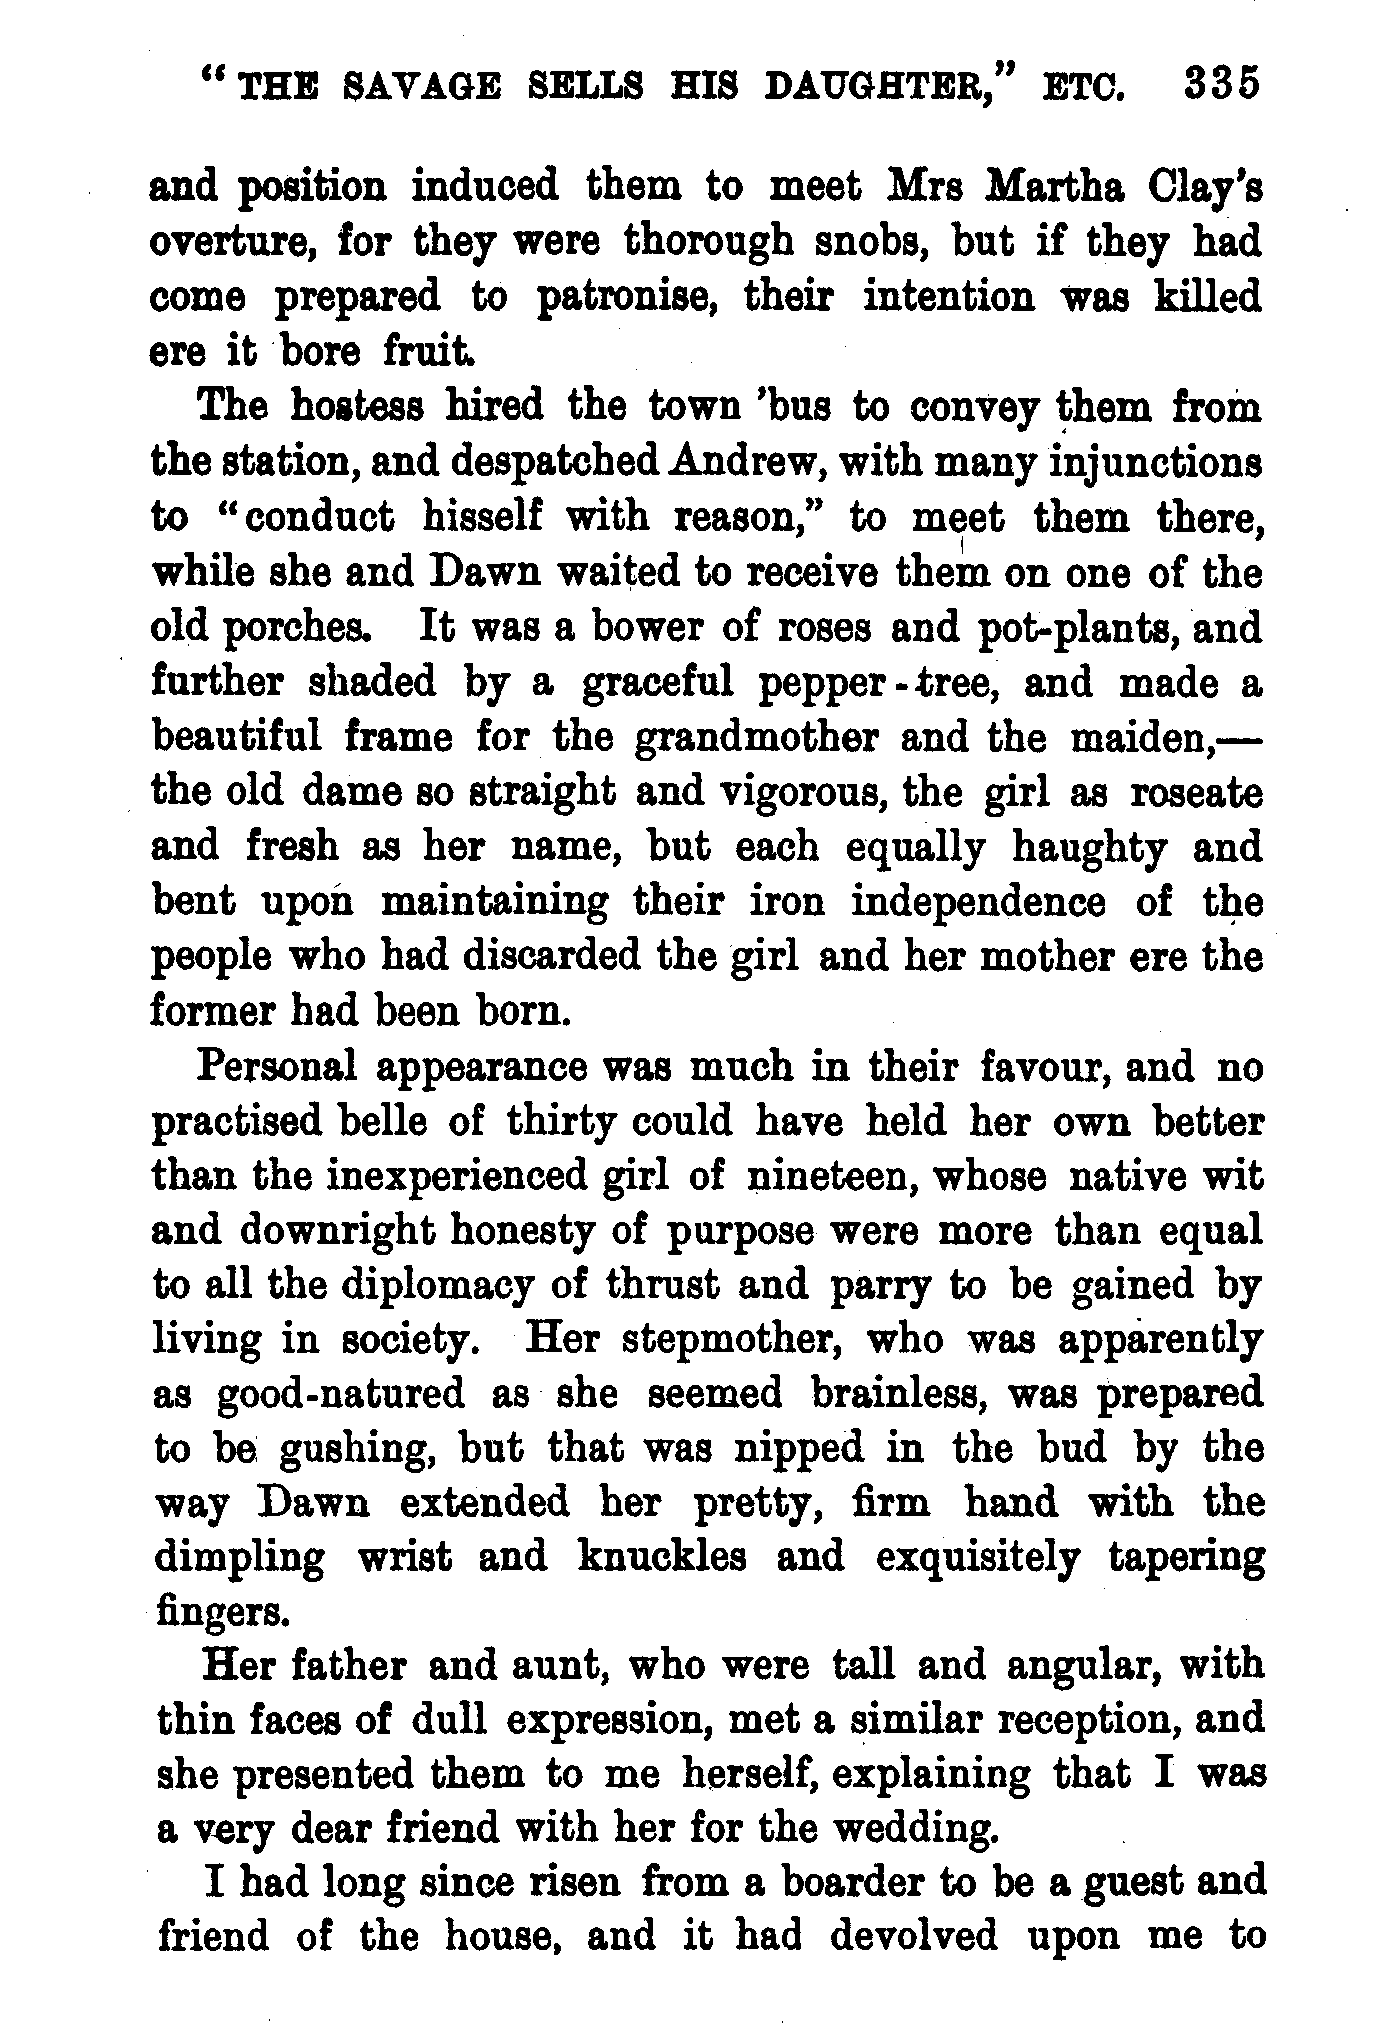 “THE SAVAGE SELLS HIS DAUGHTER,” ETC. 335
and position induced them to meet Mrs Martha Clay’s
overture, for they were thorough snobs, but if they had
come prepared to patronise, their intention was killed
ere it bore fruit.
The hostess hired the town ’bus to convey them from
the station, and despatched Andrew, with many injunctions
to “conduct hisself with reason,” to meet them there,
while she and Dawn waited to receive them on one of the
old porches. It was a bower of roses and pot-plants, and
further shaded by a graceful pepper-tree, and made a
beautiful frame for the grandmother and the maiden,—
the old dame so straight and vigorous, the girl as roseate
and fresh as her name, but each equally haughty and
bent upon maintaining their iron independence of the
people who had discarded the girl and her mother ere the
former had been born.
Personal appearance was much in their favour, and no
practised belle of thirty could have held her own better
than the inexperienced girl of nineteen, whose native wit
and downright honesty of purpose were more than equal
to all the diplomacy of thrust and parry to be gained by
living in society. Her stepmother, who was apparently
as good-natured as she seemed brainless, was prepared
to be gushing, but that was nipped in the bud by the
way Dawn extended her pretty, firm hand with the
dimpling wrist and knuckles and exquisitely tapering
fingers.
Her father and aunt, who were tall and angular, with
thin faces of dull expression, met a similar reception, and
she presented them to me herself, explaining that I was
a very dear friend with her for the wedding.
I had long since risen from a boarder to be a guest and
friend of the house, and it had devolved upon me to